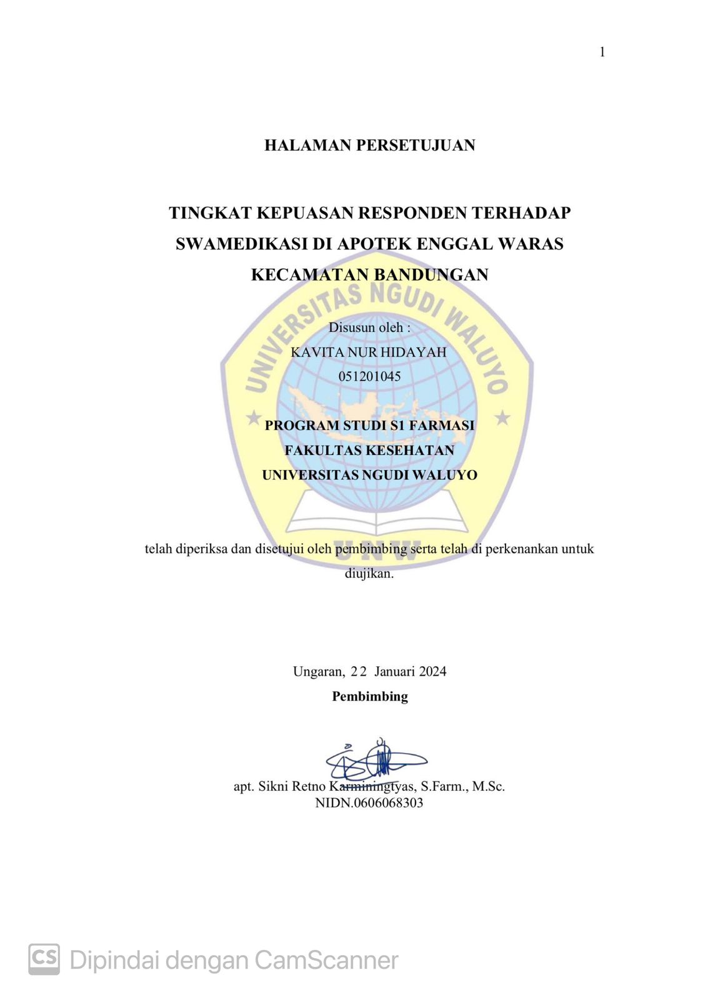 1
HALAMAN PERSETUJUAN
TINGKAT KEPUASAN RESPONDEN TERHADAP
SWAMEDIKASI DI APOTEK ENGGAL WARAS
KECAMATAN BANDUNGAN
UNIVERSITAS NGUDI WALUYO
Disusun oleh :
KAVITA NUR HIDAYAH
051201045
PROGRAM STUDI S1 FARMASI
FAKULTAS KESEHATAN
UNIVERSITAS NGUDI WALUYO
UNW
telah diperiksa dan disetujui oleh pembimbing serta telah di perkenankan untuk
diujikan.
Ungaran, 22 Januari 2024
Pembimbing
apt. Sikni Retno Karminingtyas, S.Farm., M.Sc.
NIDN.0606068303
CS Dipindai dengan CamScanner